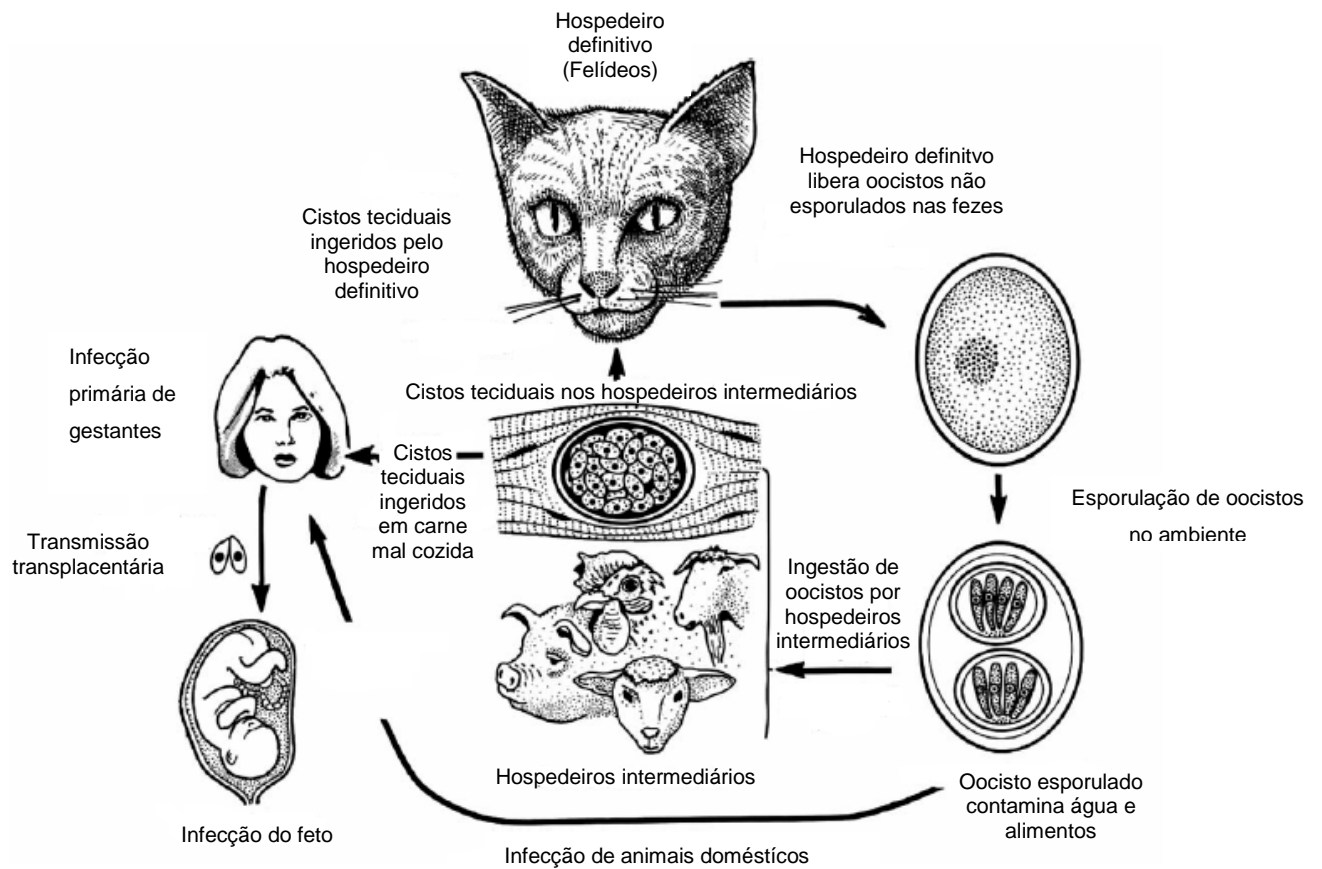 Hospedeiro
definitivo
(Felídeos)
Hospedeiro definitvo
libera oocistos não
esporulados nas fezes
Cistos teciduais
ingeridos pelo
hospedeiro
definitivo
Infecção
primária de
gestantes
Cistos teciduais nos hospedeiros intermediários
Cistos
teciduais
ingeridos
em carne
mal cozida
Esporulação de oocistos
no ambiente
Transmissão
transplacentária
Ingestão de
oocistos por
hospedeiros
intermediários
Hospedeiros intermediários
Oocisto esporulado
contamina água e
alimentos
Infecção do feto
Infecção de animais domésticos